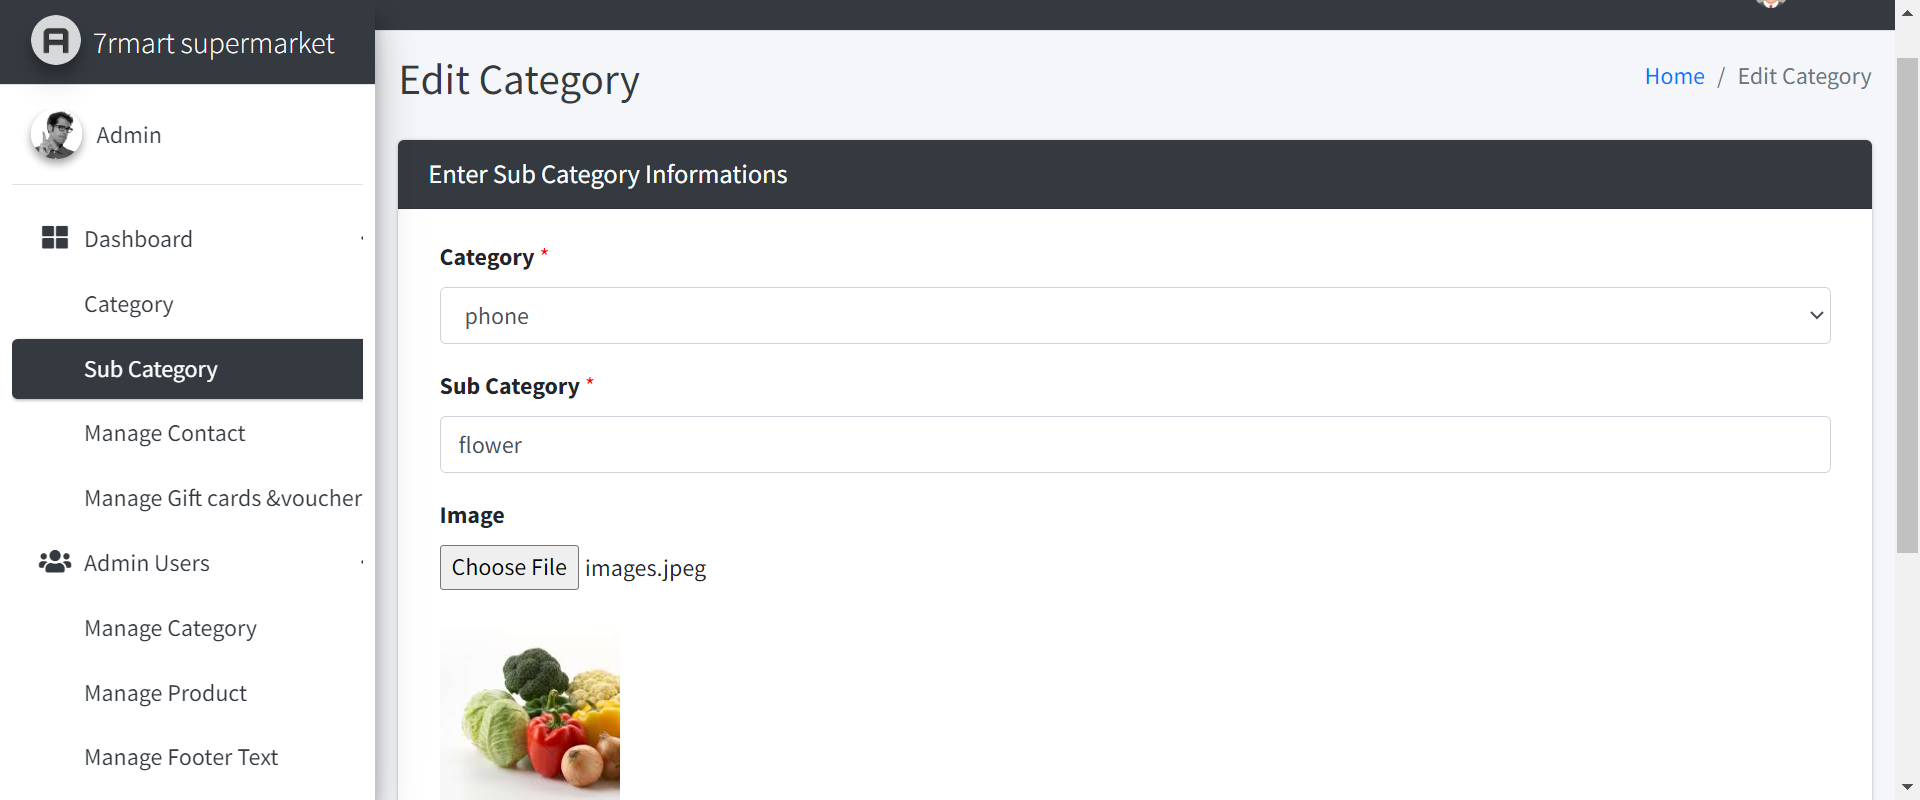 7rmart supermarket
Admin
Dashboard
Category
Sub Category
Manage Contact
Manage Gift cards &voucher
Admin Users
Manage Category
Manage Product
Manage Footer Text
Edit Category
Home / Edit Category
Enter Sub Category Informations
Category *
phone
Sub Category *
flower
Image
Choose File images.jpeg